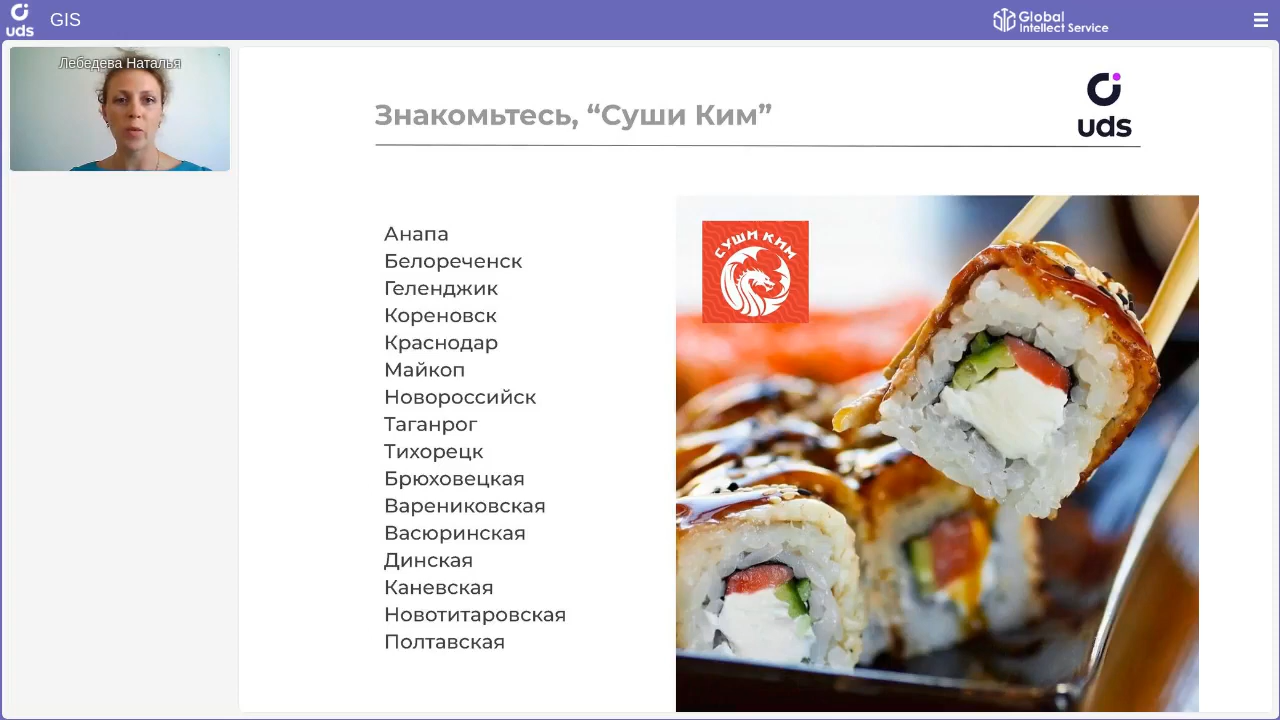 uds
GIS
Global
Intellect Service
Лебедева Наталья
Знакомьтесь, “Суши Ким”
uds
СУШИ КИМ
Анапа
Белореченск
Геленджик
Кореновск
Краснодар
Майкоп
Новороссийск
Таганрог
Тихорецк
Брюховецкая
Варениковская
Васюринская
Динская
Каневская
Новотитаровская
Полтавская